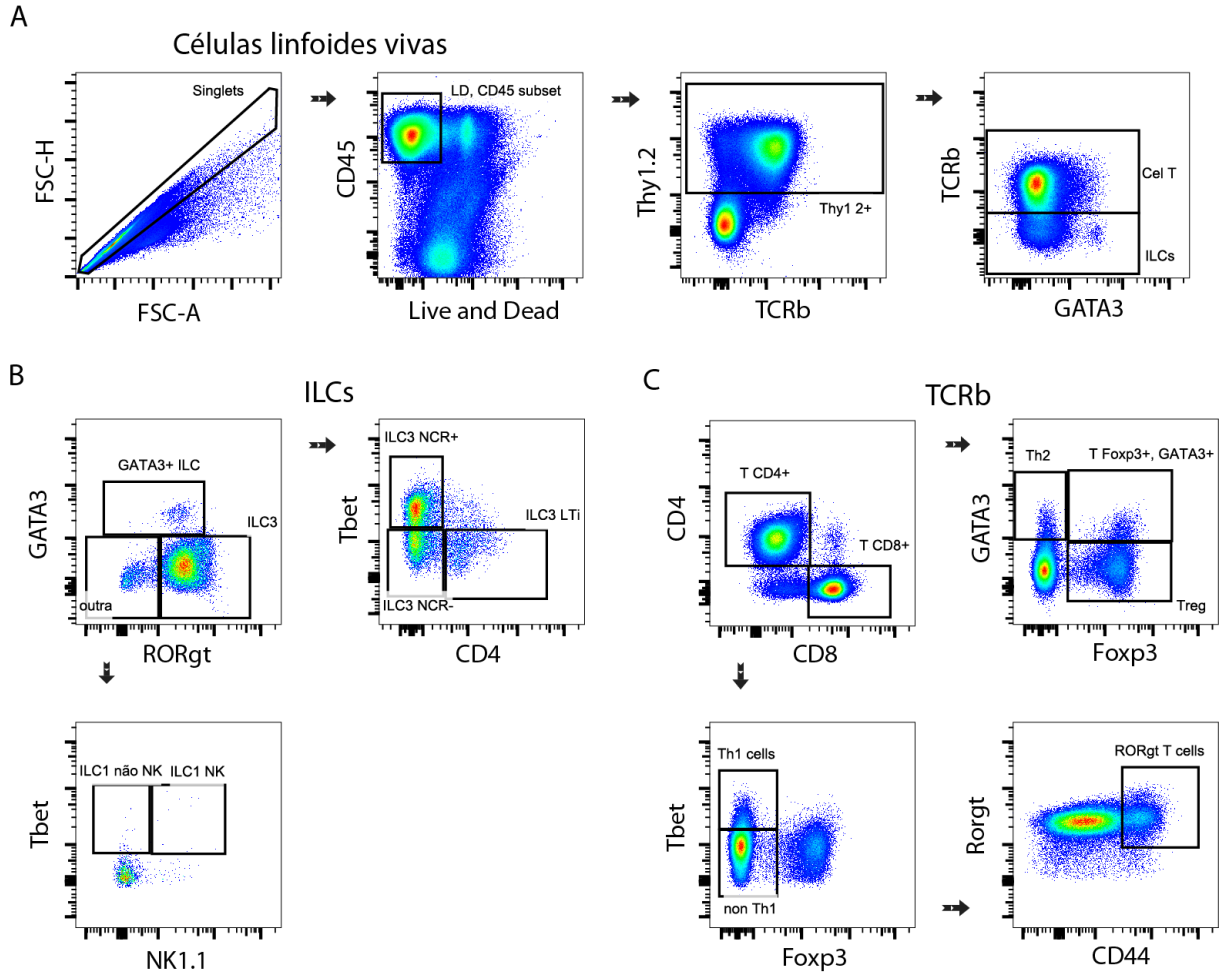 A
Células linfoides vivas
Singlets
FSC-H
FSC-A
LD, CD45 subset
CD45
Live and Dead
Thy1.2
Thy1 2+
TCRb
TCRb
Cel T
ILCs
GATA3
B
ILCs
GATA3+ ILC
ILC3
GATA3
outra
RORgt
ILC3 NCR+
ILC3 LTi
Tbet
ILC3 NCR-
CD4
ILC1 não NK
ILC1 NK
Tbet
NK1.1
C
TCRb
T CD4+
T CD8+
CD4
CD8
Th2
T Foxp3+, GATA3+
GATA3
Treg
Foxp3
Th1 cells
Tbet
non Th1
Foxp3
RORgt T cells
Rorgt
CD44